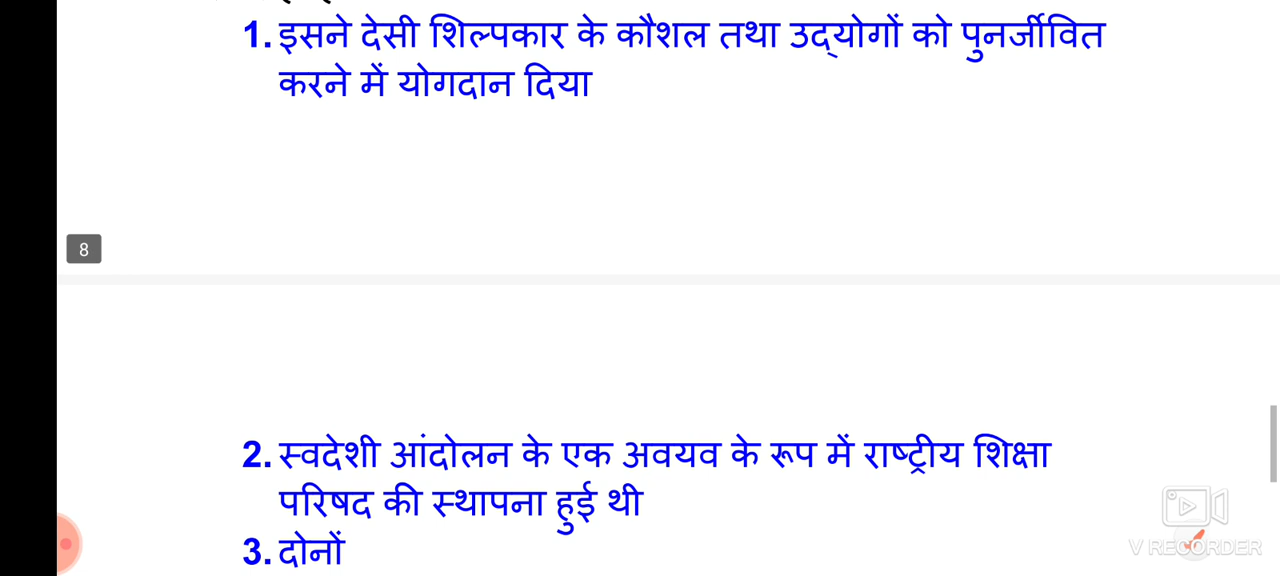 1. इसने देसी शिल्पकार के कौशल तथा उद्योगों को पुनर्जीवित
करने में योगदान दिया
8
2. स्वदेशी आंदोलन के एक अवयव के रूप में राष्ट्रीय शिक्षा
परिषद की स्थापना हुई थी
3. दोनों
V RECORDER